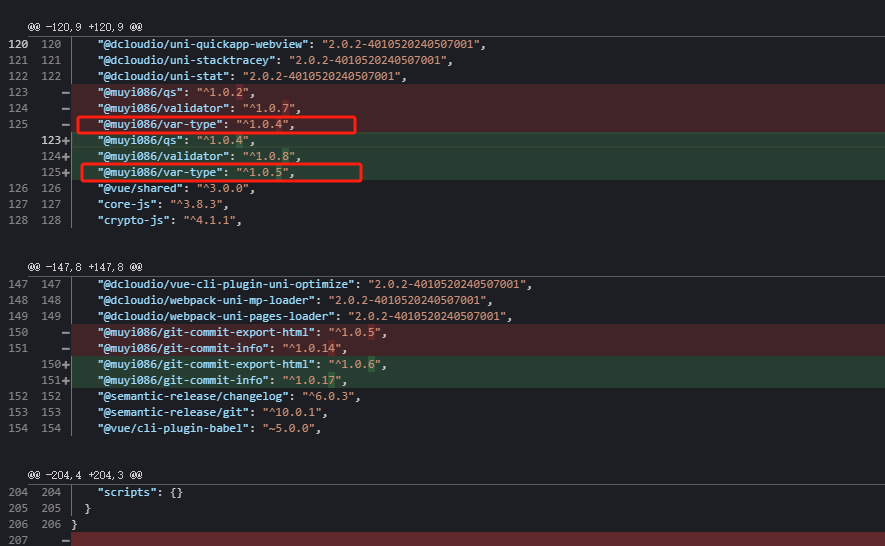 @@ -120,9 +120,9 @@
120 120 "@dcloudio/uni-quickapp-webview": "2.0.2-4010520240507001",
121 121 "@dcloudio/uni-stacktracey": "2.0.2-4010520240507001",
122 122 "@dcloudio/uni-stat": "2.0.2-4010520240507001",
123 - "@muyi086/qs": "^1.0.2",
124 - "@muyi086/validator": "^1.0.7",
125 - "@muyi086/var-type": "^1.0.4",
123+ "@muyi086/qs": "^1.0.4",
124+ "@muyi086/validator": "^1.0.8",
125+ "@muyi086/var-type": "^1.0.5",
126 126 "@vue/shared": "^3.0.0",
127 127 "core-js": "^3.8.3",
128 128 "crypto-js": "^4.1.1",
@@ -147,8 +147,8 @@
147 147 "@dcloudio/vue-cli-plugin-uni-optimize": "2.0.2-4010520240507001",
148 148 "@dcloudio/webpack-uni-mp-loader": "2.0.2-4010520240507001",
149 149 "@dcloudio/webpack-uni-pages-loader": "2.0.2-4010520240507001",
150 - "@muyi086/git-commit-export-html": "^1.0.5",
151 - "@muyi086/git-commit-info": "^1.0.14",
150+ "@muyi086/git-commit-export-html": "^1.0.6",
151+ "@muyi086/git-commit-info": "^1.0.17",
152 152 "@semantic-release/changelog": "^6.0.3",
153 153 "@semantic-release/git": "^10.0.1",
154 154 "@vue/cli-plugin-babel": "~5.0.0",
@@ -204,4 +204,3 @@
204 204 "scripts": {}
205 205 }
206 206 }
207 -